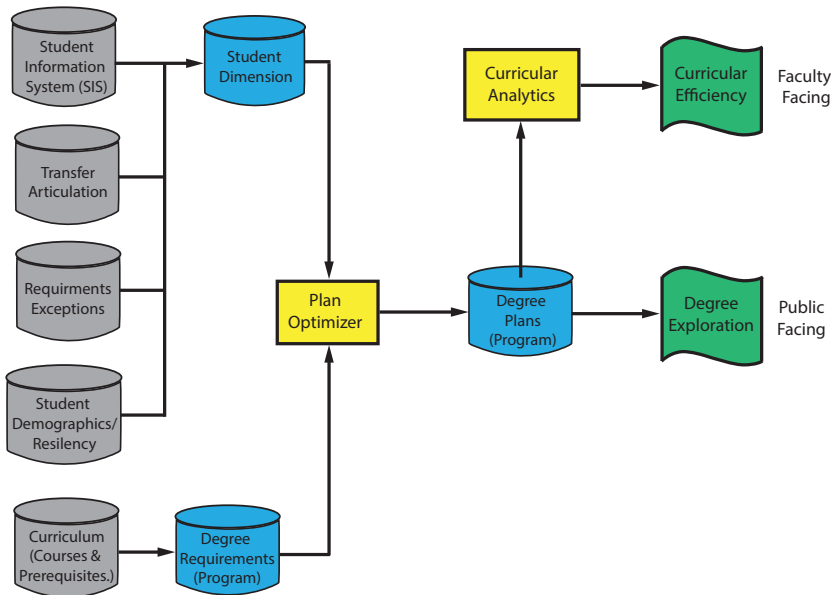 Student
Information
System (SIS)
Student
Dimension
Curricular
Analytics
Curricular
Efficiency
Faculty
Facing
Transfer
Articulation
Requirments
Exceptions
Plan
Optimizer
Degree
Plans
(Program)
Degree
Exploration
Public
Facing
Student
Demographics/
Resilency
Curriculum
(Courses &
Prerequisites.)
Degree
Requirements
(Program)